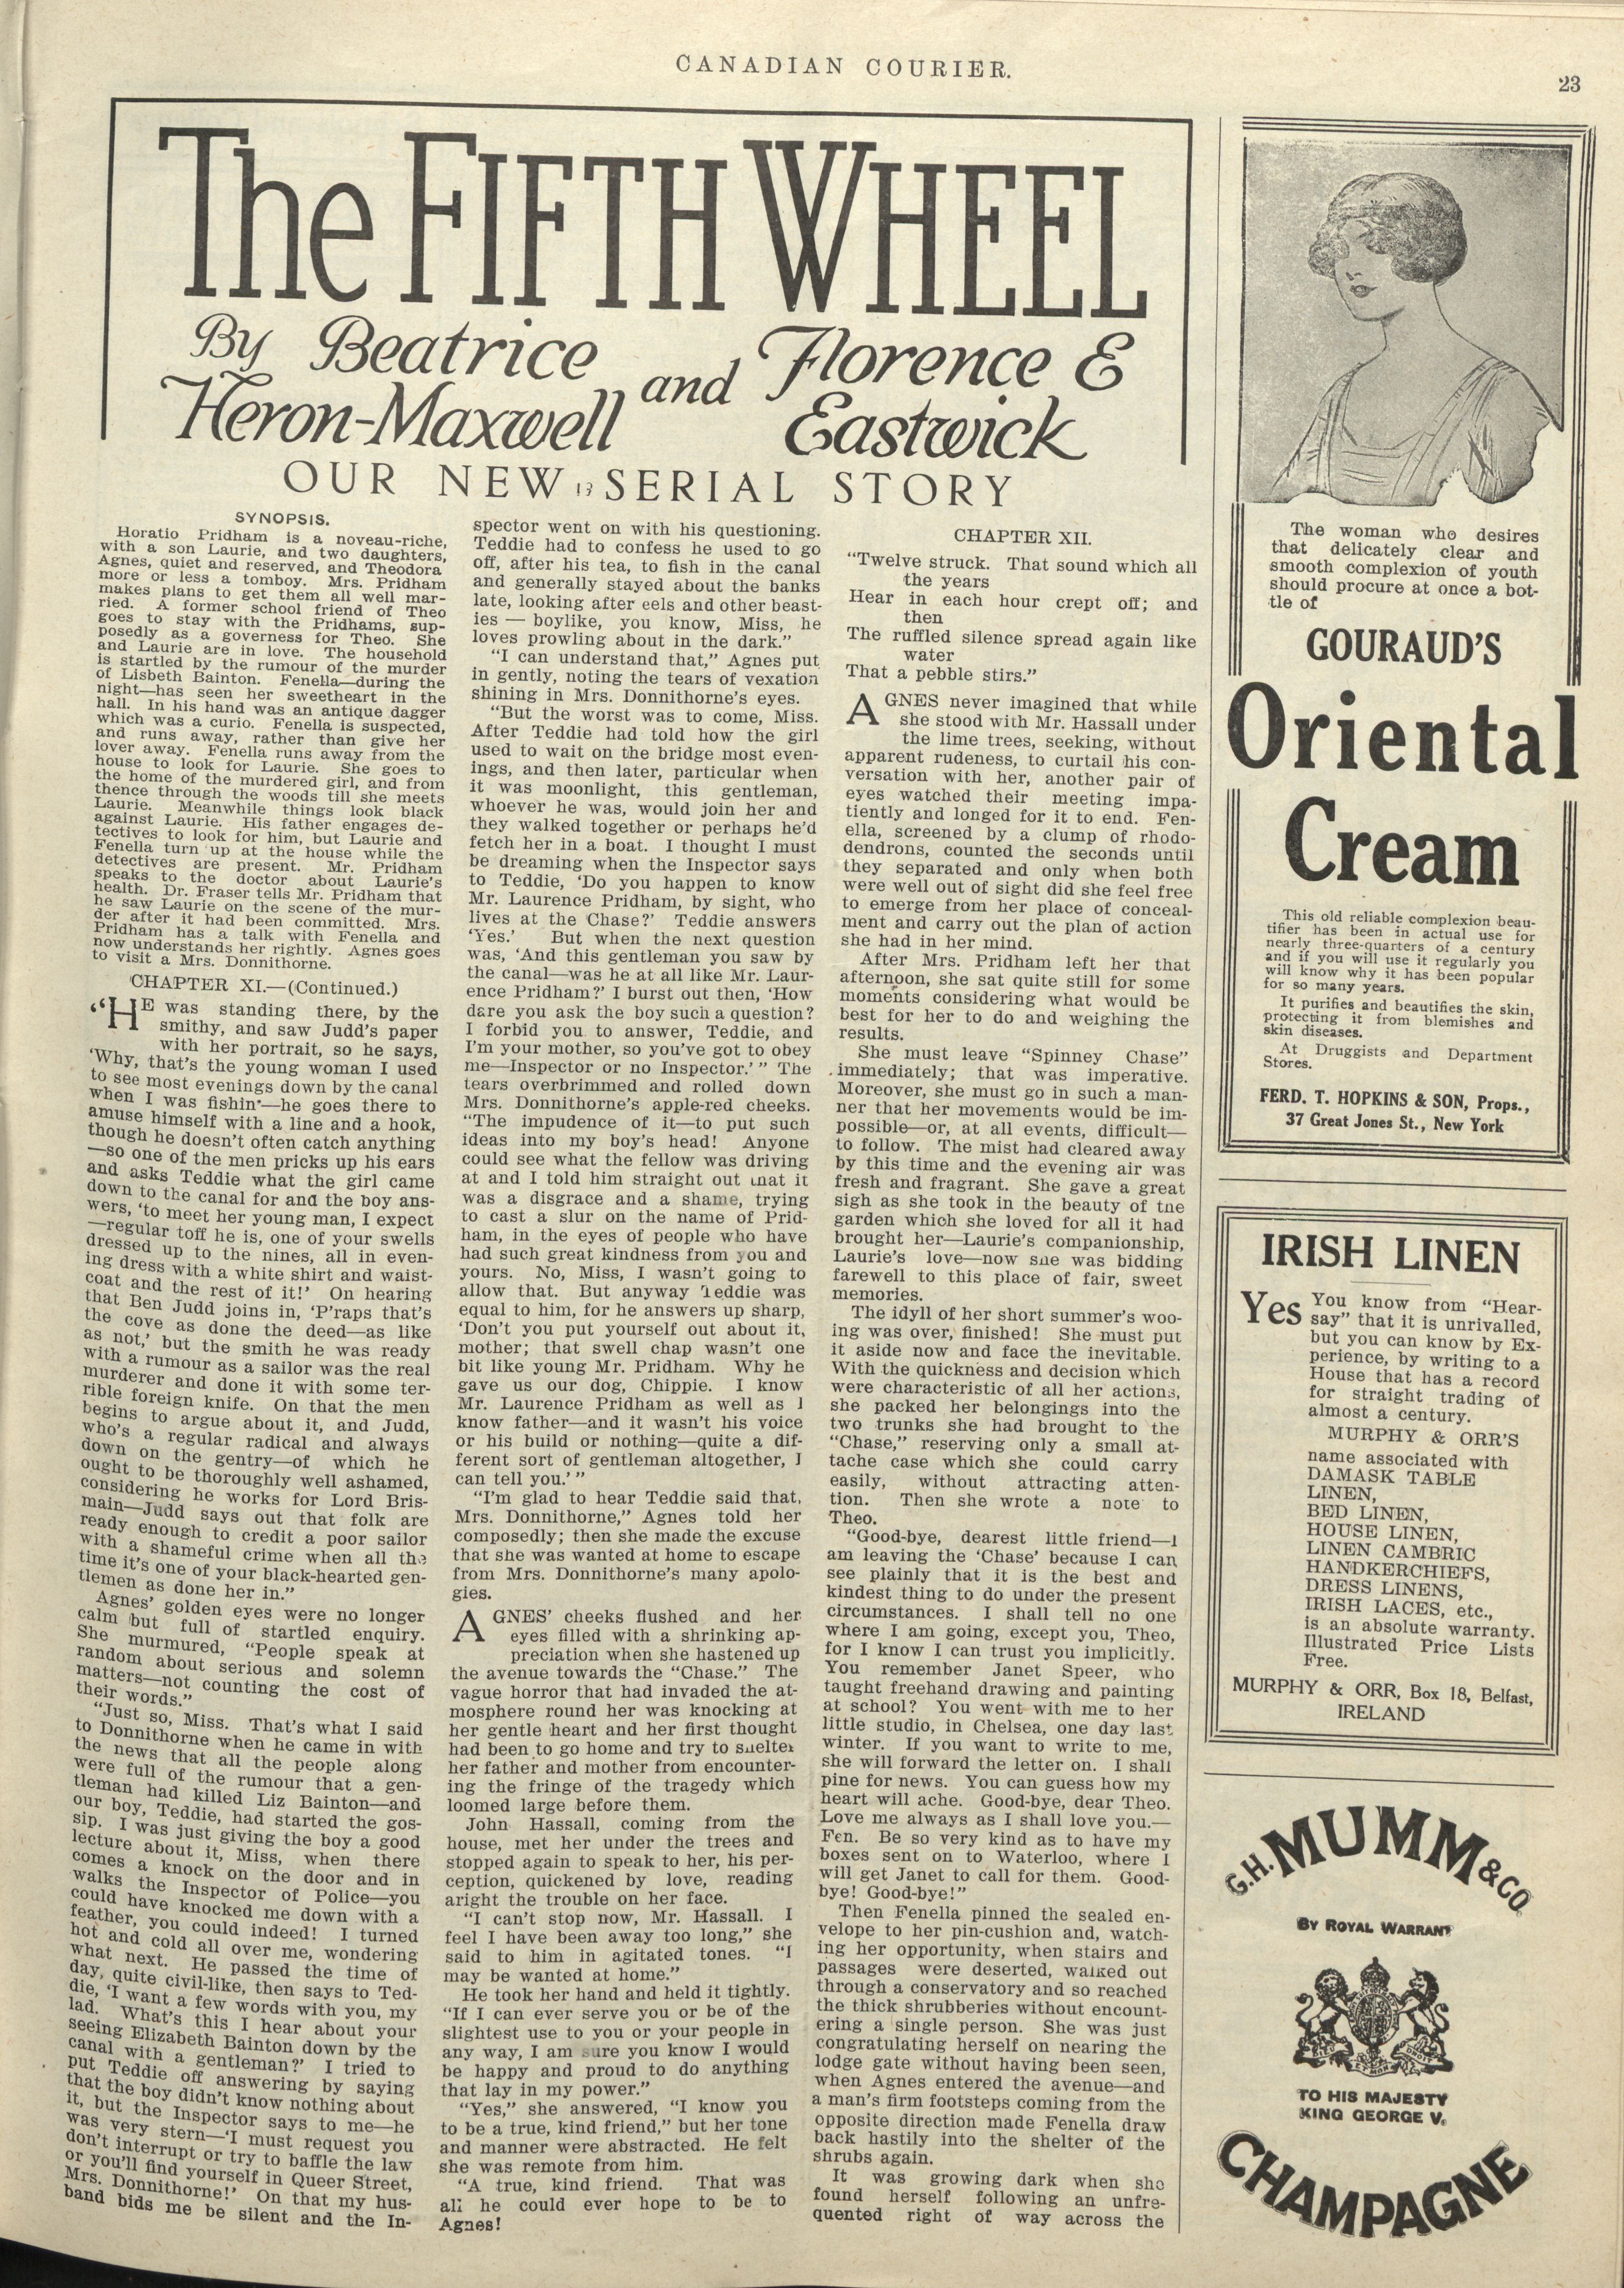 CANADIAN COURIER.
23
The FIFTH WHEEL
By Beatrice Heron-Maxwell and Florence E Eastwick
OUR NEW SERIAL STORY
SYNOPSIS.
Horatio Pridham is a noveau-riche,
with a son Laurie, and two daughters,
Agnes, quiet and reserved, and Theodora
more or less a tomboy. Mrs. Pridham
makes plans to get them all well mar-
ried. A former school friend of Theo
goes to stay with the Pridhams, sup-
posedly as a governess for Theo. She
and Laurie are in love. The household
is startled by the rumour of the murder
of Lisbeth Bainton. Fenella—during the
night—has seen her sweetheart in the
hall. In his hand was an antique dagger
which was a curio. Fenella is suspected,
and runs away, rather than give her
lover away. Fenella runs away from the
house to look for Laurie. She goes to
the home of the murdered girl, and from
thence through the woods till she meets
Laurie. Meanwhile things look black
against Laurie. His father engages de-
tectives to look for him, but Laurie and
Fenella turn up at the house while the
detectives are present. Mr. Pridham
speaks to the doctor about Laurie's
health. Dr. Fraser tells Mr. Pridham that
he saw Laurie on the scene of the mur-
der after it had been committed. Mrs.
Pridham has a talk with Fenella and
now understands her rightly. Agnes goes
to visit a Mrs. Donnithorne.
CHAPTER XI.—(Continued.)
"HE was standing there, by the
smithy, and saw Judd's paper
with her portrait, so he says,
'Why, that's the young woman I used
to see most evenings down by the canal
when I was fishin'—he goes there to
amuse himself with a line and a hook,
though he doesn't often catch anything
—so one of the men pricks up his ears
and asks Teddie what the girl came
down to the canal for and the boy ans-
wers, 'to meet her young man, I expect
—regular toff he is, one of your swells
dressed up to the nines, all in even-
ing dress with a white shirt and waist-
coat and the rest of it!' On hearing
that Ben Judd joins in, 'P'raps that's
the cove as done the deed—as like
as not,' but the smith he was ready
with a rumour as a sailor was the real
murderer and done it with some ter-
rible foreign knife. On that the men
begins to argue about it, and Judd,
who's a regular radical and always
down on the gentry—of which he
ought to be thoroughly well ashamed,
considering he works for Lord Bris-
main—Judd says out that folk are
ready enough to credit a poor sailor
with a shameful crime when all the
time it's one of your black-hearted gen-
tlemen as done her in."
Agnes' golden eyes were no longer
calm but full of startled enquiry.
She murmured, "People speak at
random about serious and solemn
matters—not counting the cost of
their words."
"Just so, Miss. That's what I said
to Donnithorne when he came in with
the news that all the people along
were full of the rumour that a gen-
tleman had killed Liz Bainton—and
our boy, Teddie, had started the gos-
sip. I was just giving the boy a good
lecture about it, Miss, when there
comes a knock on the door and in
walks the Inspector of Police—you
could have knocked me down with a
feather, you could indeed! I turned
hot and cold all over me, wondering
what next. He passed the time of
day, quite civil-like, then says to Ted-
die, 'I want a few words with you, my
lad. What's this I hear about your
seeing Elizabeth Bainton down by the
canal with a gentleman?' I tried to
put Teddie off answering by saying
that the boy didn't know nothing about
it, but the Inspector says to me—he
was very stern—'I must request you
don't interrupt or try to baffle the law
or you'll find yourself in Queer Street,
Mrs. Donnithorne!' On that my hus-
band bids me be silent and the In-
spector went on with his questioning.
Teddie had to confess he used to go
off, after his tea, to fish in the canal
and generally stayed about the banks
late, looking after eels and other beast-
ies — boylike, you know, Miss, he
loves prowling about in the dark."
"I can understand that," Agnes put
in gently, noting the tears of vexation
shining in Mrs. Donnithorne's eyes.
"But the worst was to come, Miss.
After Teddie had told how the girl
used to wait on the bridge most even-
ings, and then later, particular when
it was moonlight, this gentleman,
whoever he was, would join her and
they walked together or perhaps he'd
fetch her in a boat. I thought I must
be dreaming when the Inspector says
to Teddie, 'Do you happen to know
Mr. Laurence Pridham, by sight, who
lives at the Chase?' Teddie answers
'Yes.' But when the next question
was, 'And this gentleman you saw by
the canal—was he at all like Mr. Laur-
ence Pridham?' I burst out then, 'How
dare you ask the boy such a question?
I forbid you to answer, Teddie, and
I'm your mother, so you've got to obey
me—Inspector or no Inspector.' " The
tears overbrimmed and rolled down
Mrs. Donnithorne's apple-red cheeks.
"The impudence of it—to put such
ideas into my boy's head! Anyone
could see what the fellow was driving
at and I told him straight out that it
was a disgrace and a shame, trying
to cast a slur on the name of Prid-
ham, in the eyes of people who have
had such great kindness from you and
yours. No, Miss, I wasn't going to
allow that. But anyway Teddie was
equal to him, for he answers up sharp,
'Don't you put yourself out about it,
mother; that swell chap wasn't one
bit like young Mr. Pridham. Why he
gave us our dog, Chippie. I know
Mr. Laurence Pridham as well as I
know father—and it wasn't his voice
or his build or nothing—quite a dif-
ferent sort of gentleman altogether, I
can tell you.' "
"I'm glad to hear Teddie said that,
Mrs. Donnithorne," Agnes told her
composedly; then she made the excuse
that she was wanted at home to escape
from Mrs. Donnithorne's many apolo-
gies.
AGNES' cheeks flushed and her
eyes filled with a shrinking ap-
preciation when she hastened up
the avenue towards the "Chase." The
vague horror that had invaded the at-
mosphere round her was knocking at
her gentle heart and her first thought
had been to go home and try to shelter
her father and mother from encounter-
ing the fringe of the tragedy which
loomed large before them.
John Hassall, coming from the
house, met her under the trees and
stopped again to speak to her, his per-
ception, quickened by love, reading
aright the trouble on her face.
"I can't stop now, Mr. Hassall. I
feel I have been away too long," she
said to him in agitated tones. "I
may be wanted at home."
He took her hand and held it tightly.
"If I can ever serve you or be of the
slightest use to you or your people in
any way, I am sure you know I would
be happy and proud to do anything
that lay in my power."
"Yes," she answered, "I know you
to be a true, kind friend," but her tone
and manner were abstracted. He felt
she was remote from him.
"A true, kind friend. That was
all he could ever hope to be to
Agnes!
CHAPTER XII.
"Twelve struck. That sound which all
the years
Hear in each hour crept off; and
then
The ruffled silence spread again like
water
That a pebble stirs."
AGNES never imagined that while
she stood with Mr. Hassall under
the lime trees, seeking, without
apparent rudeness, to curtail his con-
versation with her, another pair of
eyes watched their meeting impa-
tiently and longed for it to end. Fen-
ella, screened by a clump of rhodo-
dendrons, counted the seconds until
they separated and only when both
were well out of sight did she feel free
to emerge from her place of conceal-
ment and carry out the plan of action
she had in her mind.
After Mrs. Pridham left her that
afternoon, she sat quite still for some
moments considering what would be
best for her to do and weighing the
results.
She must leave "Spinney Chase"
immediately; that was imperative.
Moreover, she must go in such a man-
ner that her movements would be im-
possible—or, at all events, difficult—
to follow. The mist had cleared away
by this time and the evening air was
fresh and fragrant. She gave a great
sigh as she took in the beauty of the
garden which she loved for all it had
brought her—Laurie's companionship,
Laurie's love—now she was bidding
farewell to this place of fair, sweet
memories.
The idyll of her short summer's woo-
ing was over, finished! She must put
it aside now and face the inevitable.
With the quickness and decision which
were characteristic of all her actions,
she packed her belongings into the
two trunks she had brought to the
"Chase," reserving only a small at-
tache case which she could carry
easily, without attracting atten-
tion. Then she wrote a note to
Theo.
"Good-bye, dearest little friend—I
am leaving the 'Chase' because I can
see plainly that it is the best and
kindest thing to do under the present
circumstances. I shall tell no one
where I am going, except you, Theo,
for I know I can trust you implicitly.
You remember Janet Speer, who
taught freehand drawing and painting
at school? You went with me to her
little studio, in Chelsea, one day last
winter. If you want to write to me,
she will forward the letter on. I shall
pine for news. You can guess how my
heart will ache. Good-bye, dear Theo.
Love me always as I shall love you.—
Fen. Be so very kind as to have my
boxes sent on to Waterloo, where I
will get Janet to call for them. Good-
bye! Good-bye!"
Then Fenella pinned the sealed en-
velope to her pin-cushion and, watch-
ing her opportunity, when stairs and
passages were deserted, walked out
through a conservatory and so reached
the thick shrubberies without encount-
ering a single person. She was just
congratulating herself on nearing the
lodge gate without having been seen,
when Agnes entered the avenue—and
a man's firm footsteps coming from the
opposite direction made Fenella draw
back hastily into the shelter of the
shrubs again.
It was growing dark when she
found herself following an unfre-
quented right of way across the
The woman who desires
that delicately clear and
smooth complexion of youth
should procure at once a bot-
tle of
GOURAUD'S
Oriental
Cream
This old reliable complexion beau-
tifier has been in actual use for
nearly three-quarters of a century
and if you will use it regularly you
will know why it has been popular
for so many years.
It purifies and beautifies the skin,
protecting it from blemishes and
skin diseases.
At Druggists and Department
Stores.
FERD. T. HOPKINS & SON, Props.,
37 Great Jones St., New York
IRISH LINEN
Yes You know from "Hear-
say" that it is unrivalled,
but you can know by Ex-
perience, by writing to a
House that has a record
for straight trading of
almost a century.
MURPHY & ORR'S
name associated with
DAMASK TABLE
LINEN,
BED LINEN,
HOUSE LINEN,
LINEN CAMBRIC
HANDKERCHIEFS,
DRESS LINENS,
IRISH LACES, etc.,
is an absolute warranty.
Illustrated Price Lists
Free.
MURPHY & ORR, Box 18, Belfast,
IRELAND
G.H. MUMM & CO
BY ROYAL WARRANT
TO HIS MAJESTY
KING GEORGE V.
CHAMPAGNE